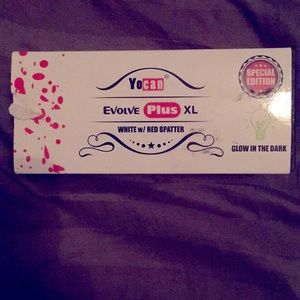 Yocan®
EVOLVE Plus XL
WHITE w/ RED SPATTER
SPECIAL EDITION
GLOW IN THE DARK